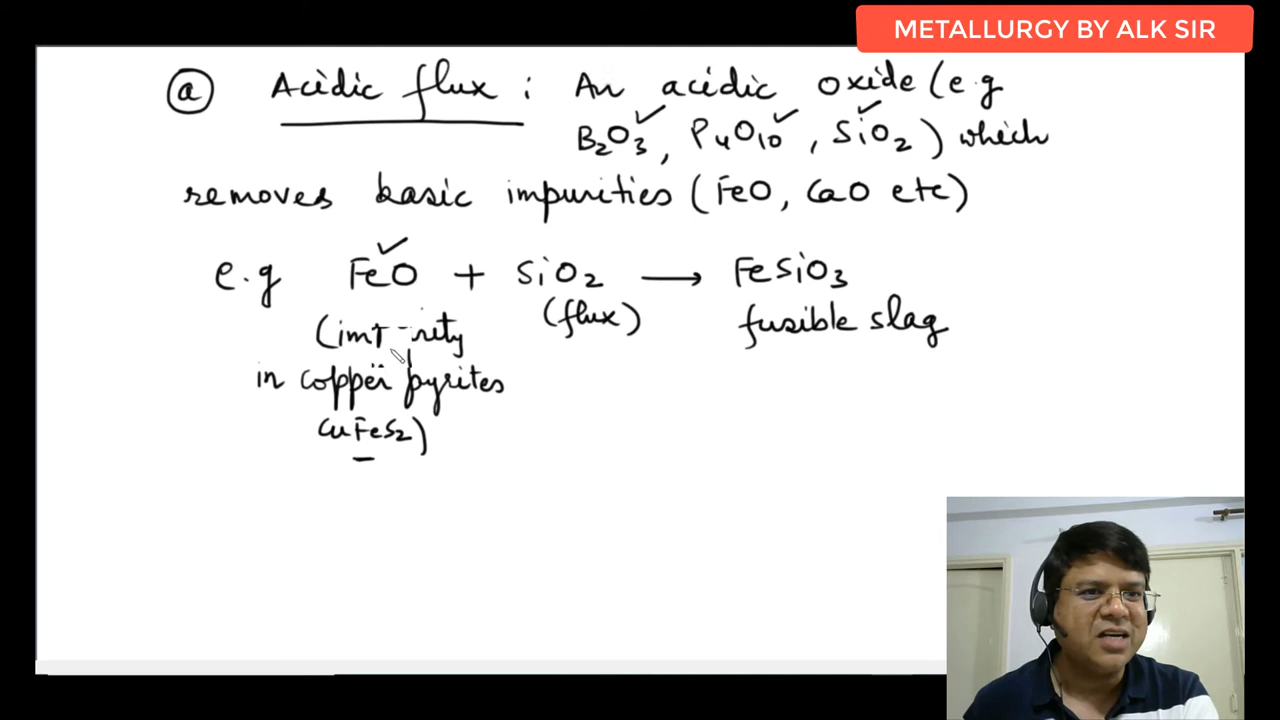 METALLURGY BY ALK SIR
(a) Acidic flux : An acidic oxide (e.g
B₂O₃, P₄O₁₀, SiO₂) which
removes basic impurities (FeO, CaO etc)
e.g FeO + SiO₂ → FeSiO₃
(flux) fusible slag
in copper pyrites
CuFeS₂)